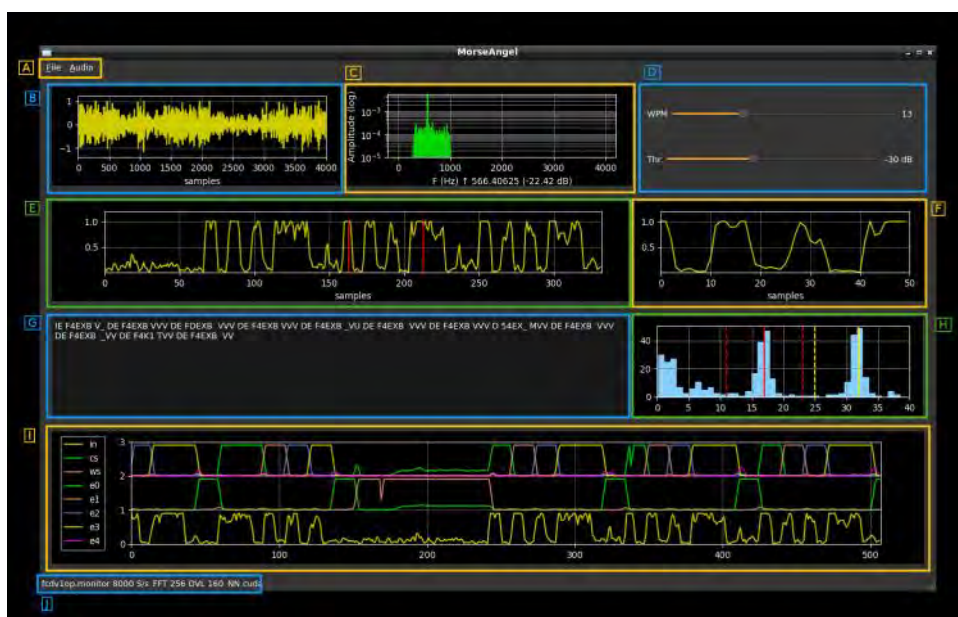 MorseAngel
A File Audio
B
C
D
1
0
−1
0 500 1000 1500 2000 2500 3000 3500 4000
samples
Amplitude (log)
10−3
10−4
10−5
0 1000 2000 3000 4000
F (Hz) ↑ 566.40625 (-22.42 dB)
WPM 13
Thr. -30 dB
E
1.0
0.5
0 50 100 150 200 250 300
samples
F
1.0
0.5
0 10 20 30 40 50
samples
G
IE F4EXB V_ DE F4EXB VVV DE FDEXB VVV DE F4EXB VVV DE F4EXB _VU DE F4EXB VVV DE F4EXB VVV D 54EX_ MVV DE F4EXB VVV
DE F4EXB _VV DE F4K1 TVV DE F4EXB VV
H
40
20
0
0 5 10 15 20 25 30 35 40
I
in
cs
ws
e0
e1
e2
e3
e4
3
2
1
0
0 100 200 300 400 500
fcdv1op.monitor 8000 S/s FFT 256 OVL 160 NN cuda
J